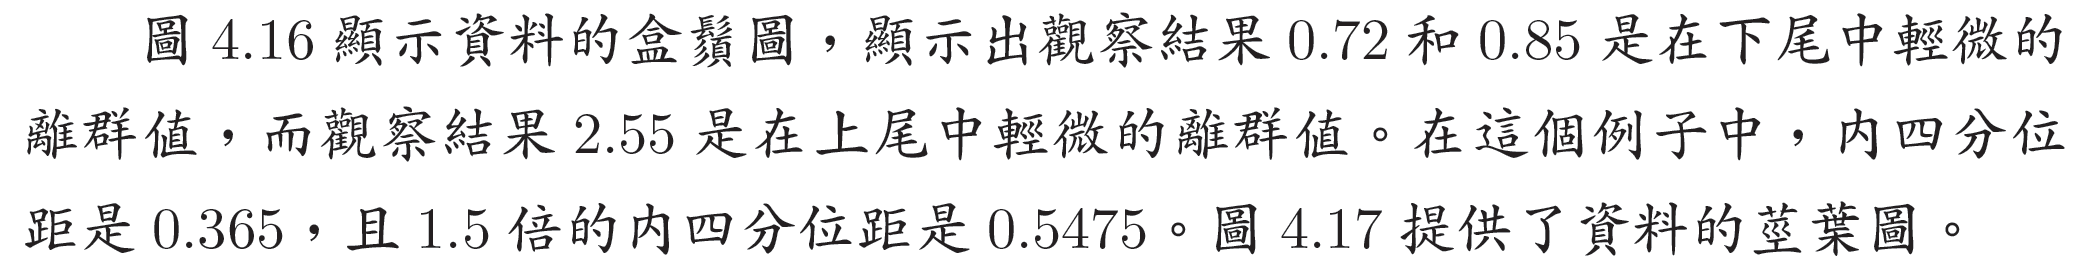 圖 4.16 顯示資料的盒鬚圖，顯示出觀察結果 0.72 和 0.85 是在下尾中輕微的
離群值，而觀察結果 2.55 是在上尾中輕微的離群值。在這個例子中，內四分位
距是 0.365，且 1.5 倍的內四分位距是 0.5475。圖 4.17 提供了資料的莖葉圖。